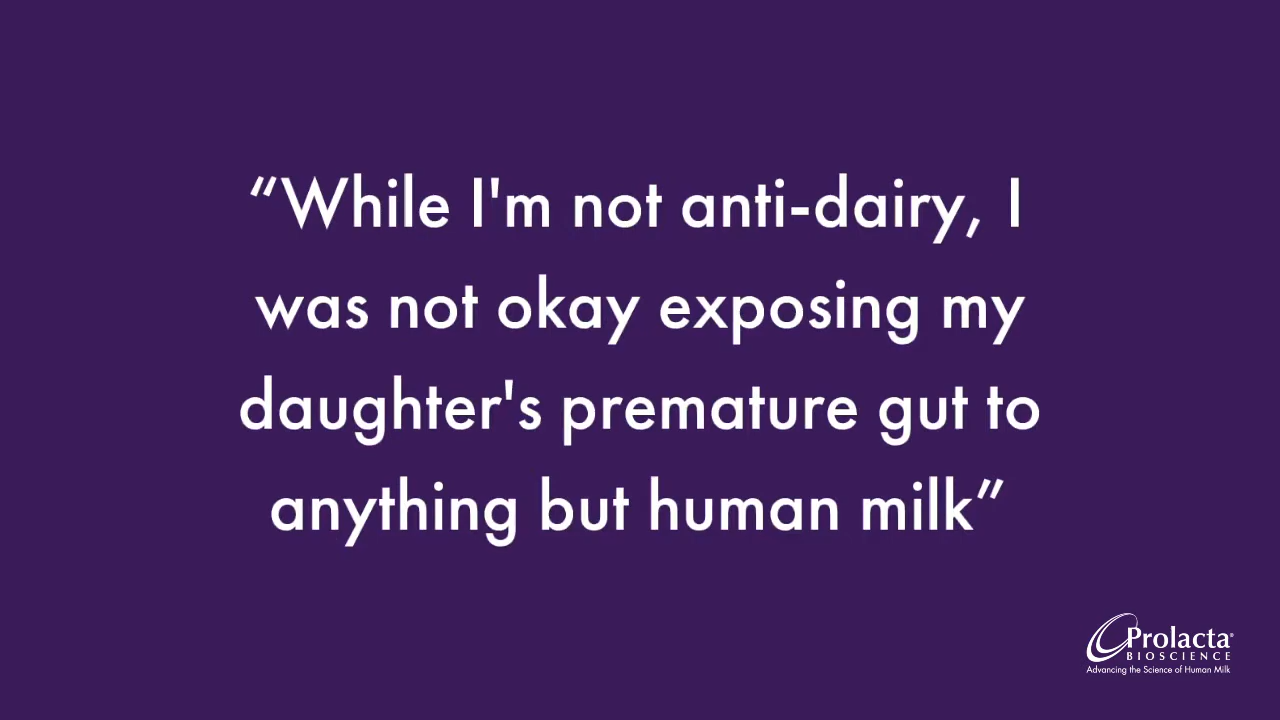 “While I'm not anti-dairy, I
was not okay exposing my
daughter's premature gut to
anything but human milk”
Prolacta®
BIOSCIENCE
Advancing the Science of Human Milk